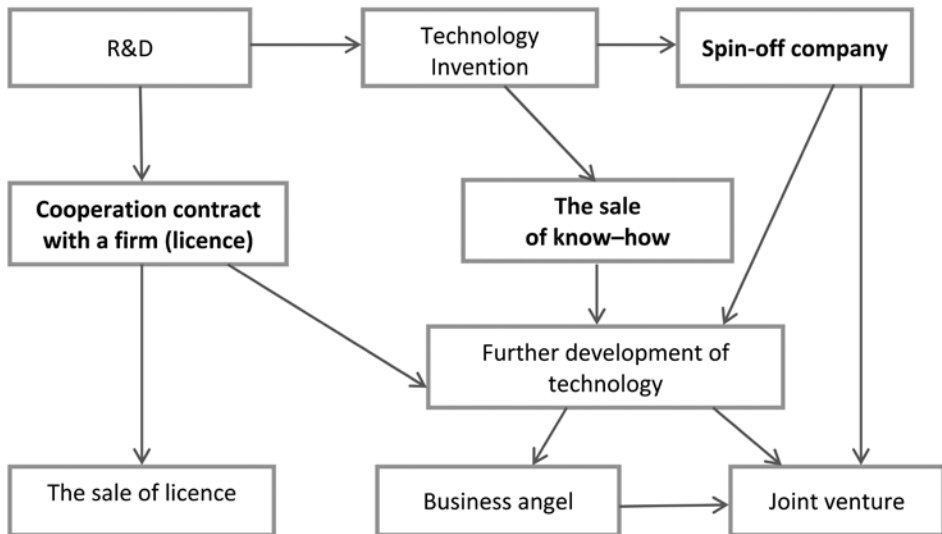 R&D
Technology
Invention
Spin-off company
Cooperation contract
with a firm (licence)
The sale
of know–how
Further development of
technology
The sale of licence
Business angel
Joint venture